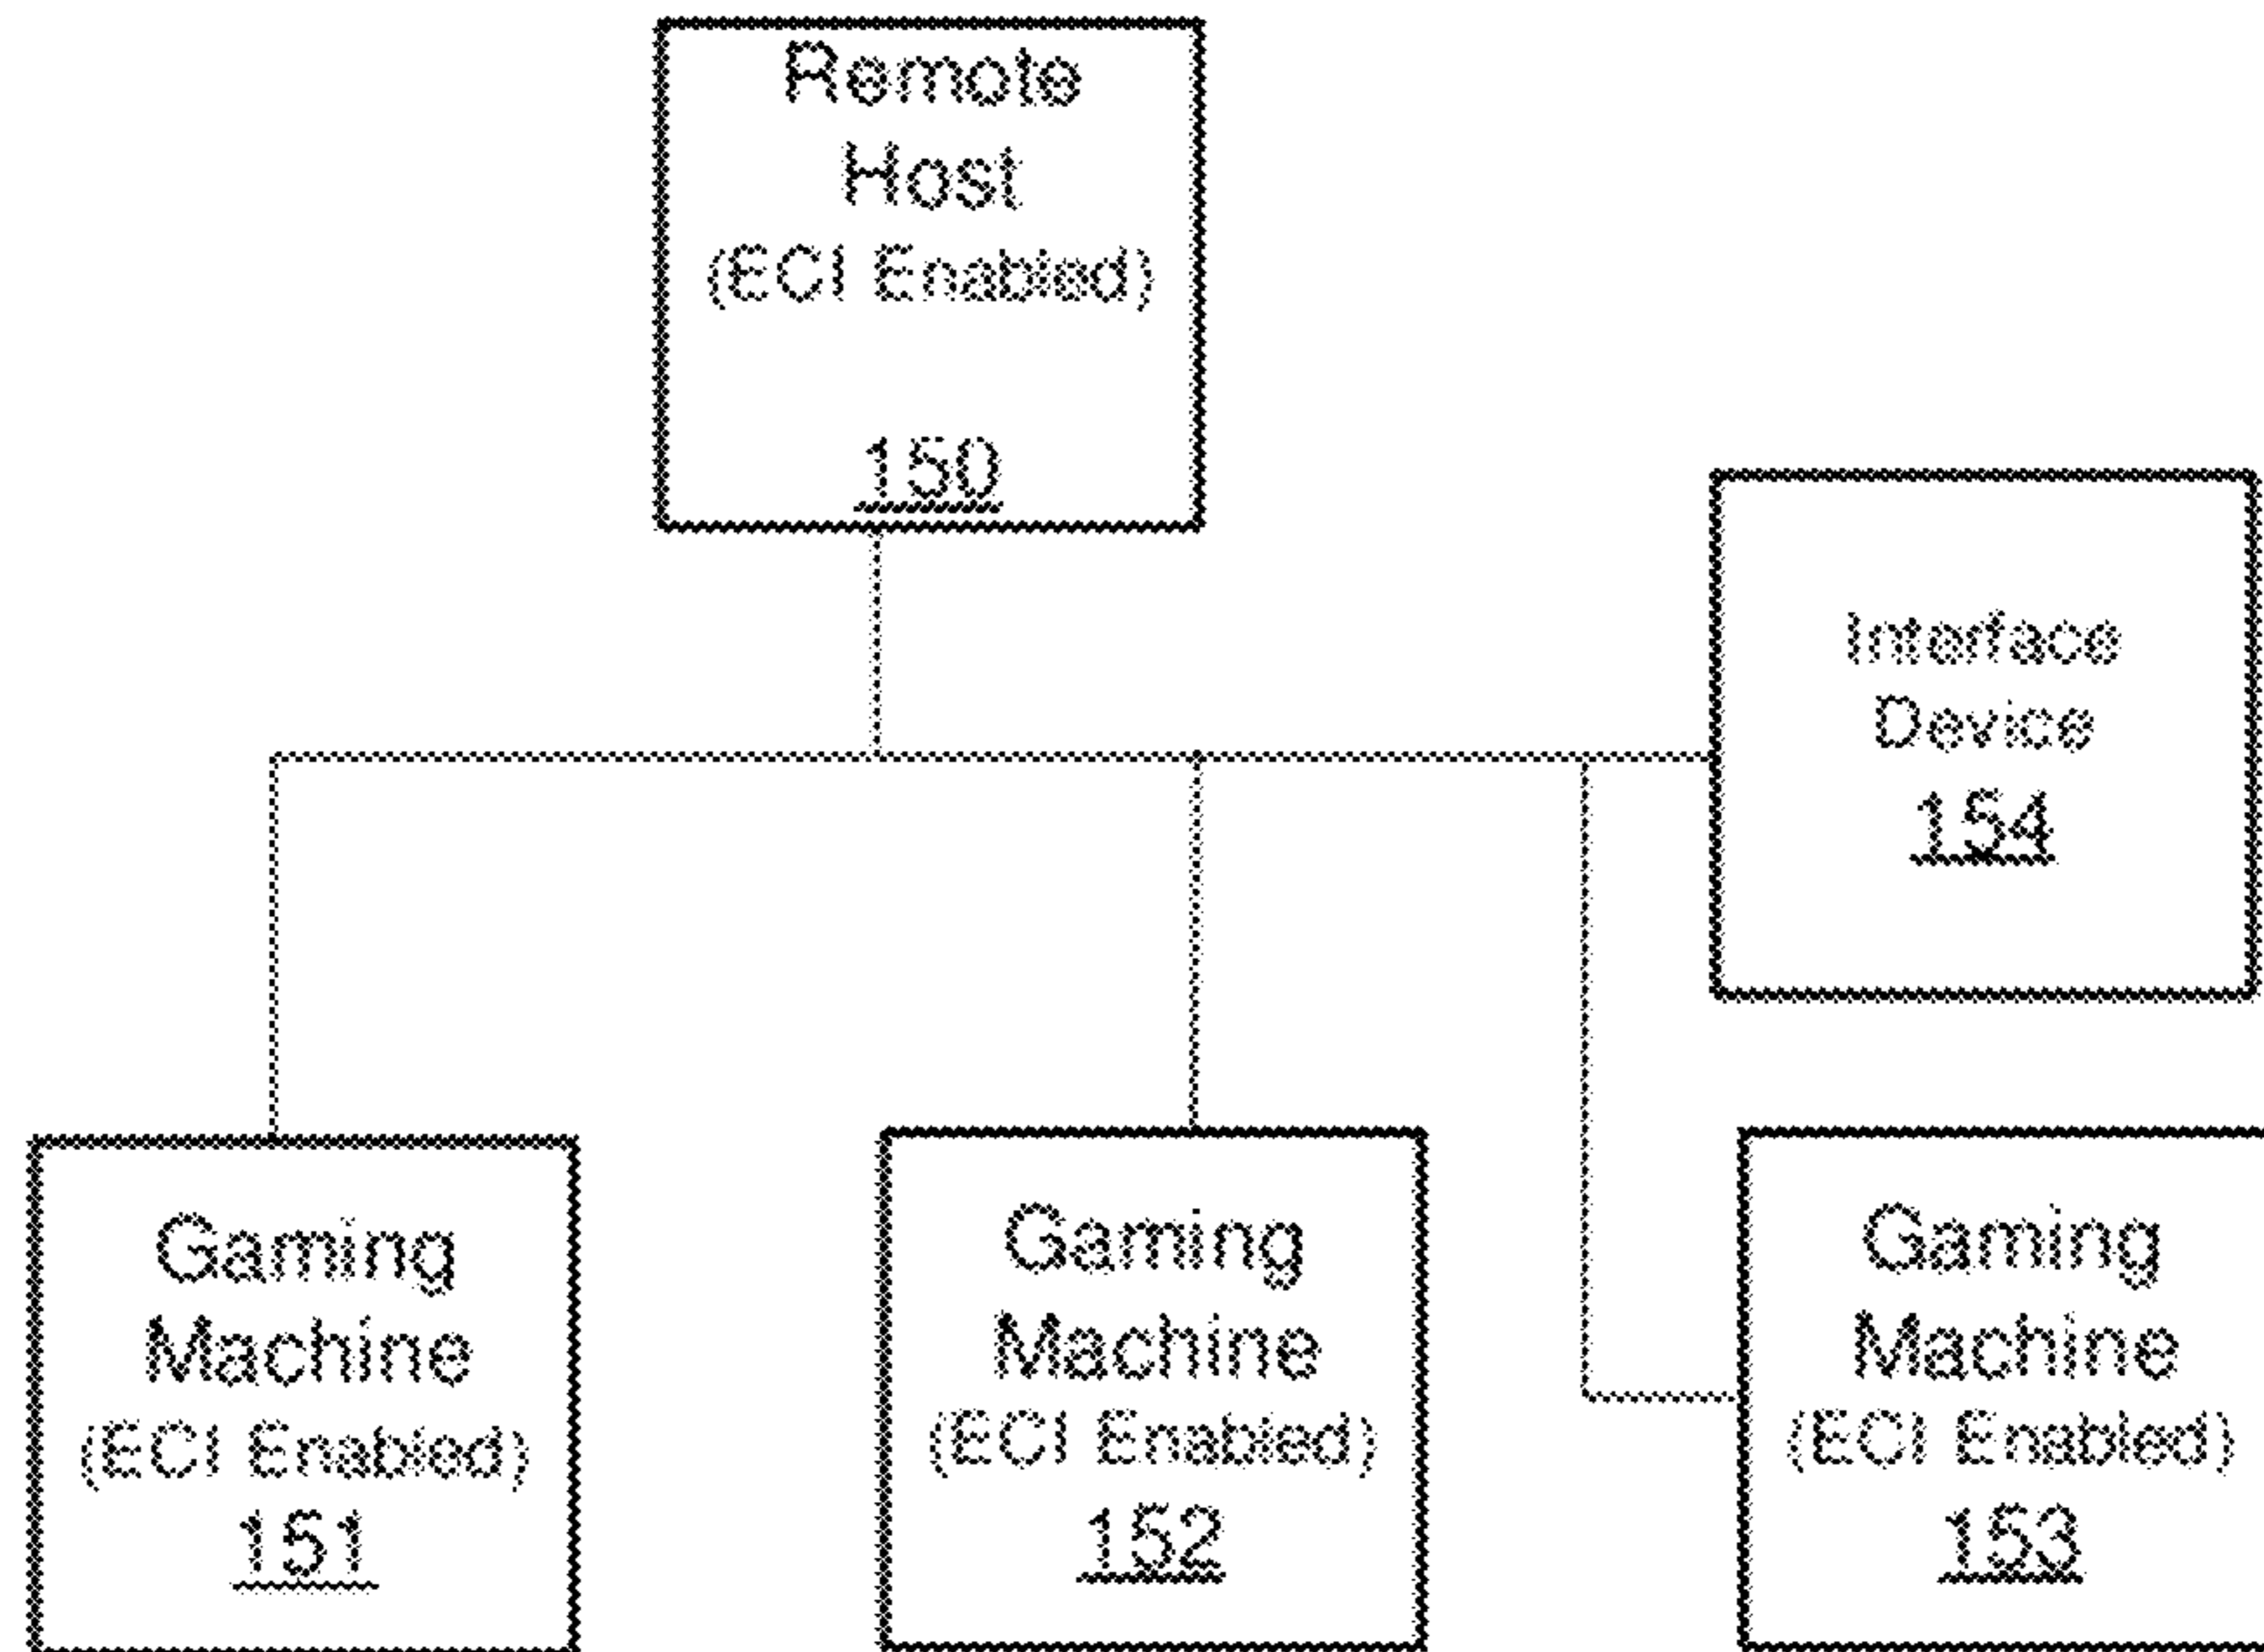 Remote
Host
(ECI Enabled)
150
Interface
Device
154
Gaming
Machine
(ECI Enabled)
151
Gaming
Machine
(ECI Enabled)
152
Gaming
Machine
(ECI Enabled)
153